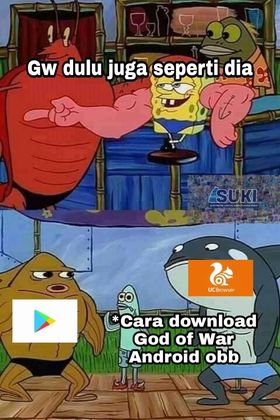 Gw dulu juga seperti dia
SUKI
UC Browser
*Cara download
God of War
Android obb